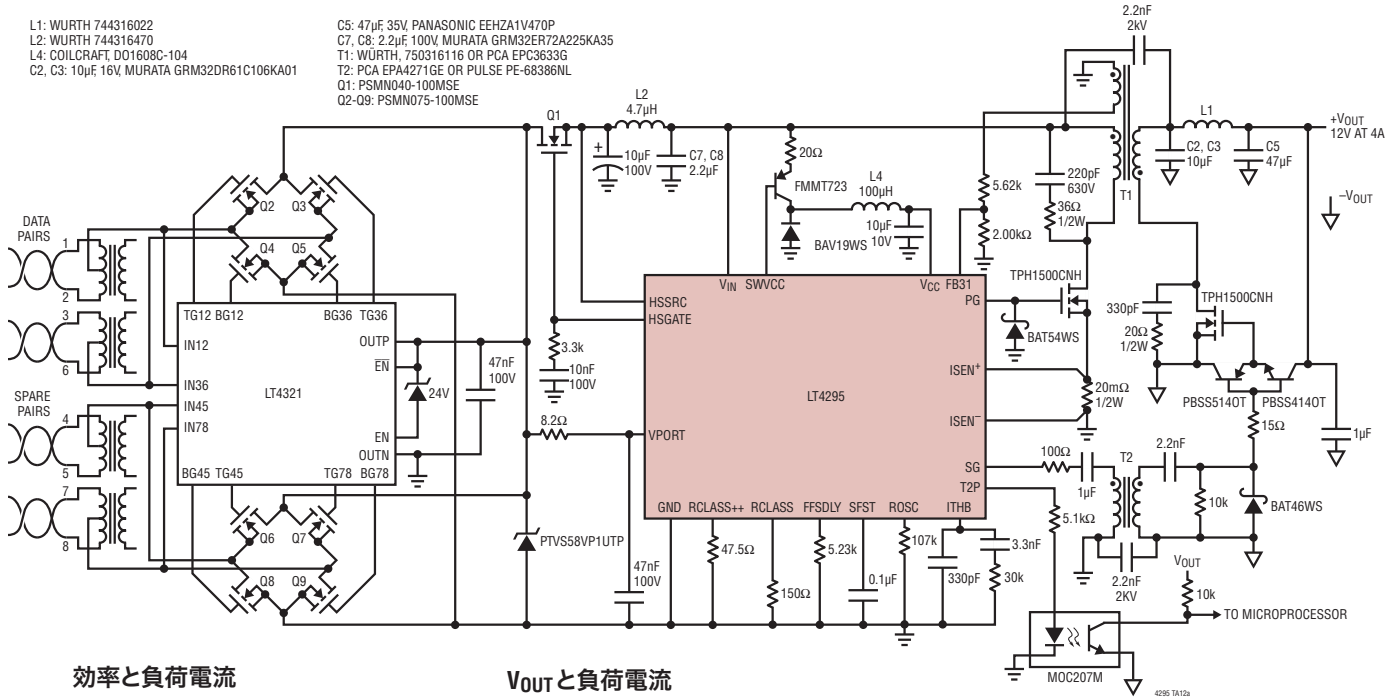 L1: WURTH 744316022
L2: WURTH 744316470
L4: COILCRAFT, DO1608C-104
C2, C3: 10µF, 16V, MURATA GRM32DR61C106KA01
C5: 47µF, 35V, PANASONIC EEHZA1V470P
C7, C8: 2.2µF, 100V, MURATA GRM32ER72A225KA35
T1: WÜRTH, 750316116 OR PCA EPC3633G
T2: PCA EPA4271GE OR PULSE PE-68386NL
Q1: PSMN040-100MSE
Q2-Q9: PSMN075-100MSE
2.2nF
2kV
Q1
L2
4.7µH
+
10µF
100V
C7, C8
2.2µF
20Ω
FMMT723
L4
100µH
10µF
10V
BAV19WS
5.62k
2.00kΩ
220pF
630V
36Ω
1/2W
T1
L1
C2, C3
10µF
C5
47µF
+VOUT
12V AT 4A
–VOUT
DATA
PAIRS
1
2
3
6
SPARE
PAIRS
4
5
7
8
Q2
Q3
Q4
Q5
TG12 BG12
BG36 TG36
IN12
IN36
IN45
IN78
LT4321
OUTP
EN
EN
OUTN
BG45 TG45
TG78 BG78
24V
47nF
100V
Q6
Q7
Q8
Q9
3.3k
10nF
100V
8.2Ω
PTVS58VP1UTP
47nF
100V
VIN SWVCC
VCC FB31
HSSRC
HSGATE
VPORT
LT4295
PG
ISEN+
ISEN–
SG
T2P
GND RCLASS++ RCLASS FFSDLY SFST ROSC ITHB
TPH1500CNH
BAT54WS
20mΩ
1/2W
330pF
20Ω
1/2W
TPH1500CNH
PBSS5140T
PBSS4140T
15Ω
1µF
100Ω
1µF
T2
2.2nF
10k
BAT46WS
2.2nF
2KV
5.1kΩ
47.5Ω
150Ω
5.23k
0.1µF
107k
330pF
3.3nF
30k
VOUT
10k
TO MICROPROCESSOR
MOC207M
4295 TA12a
効率と負荷電流
VOUTと負荷電流